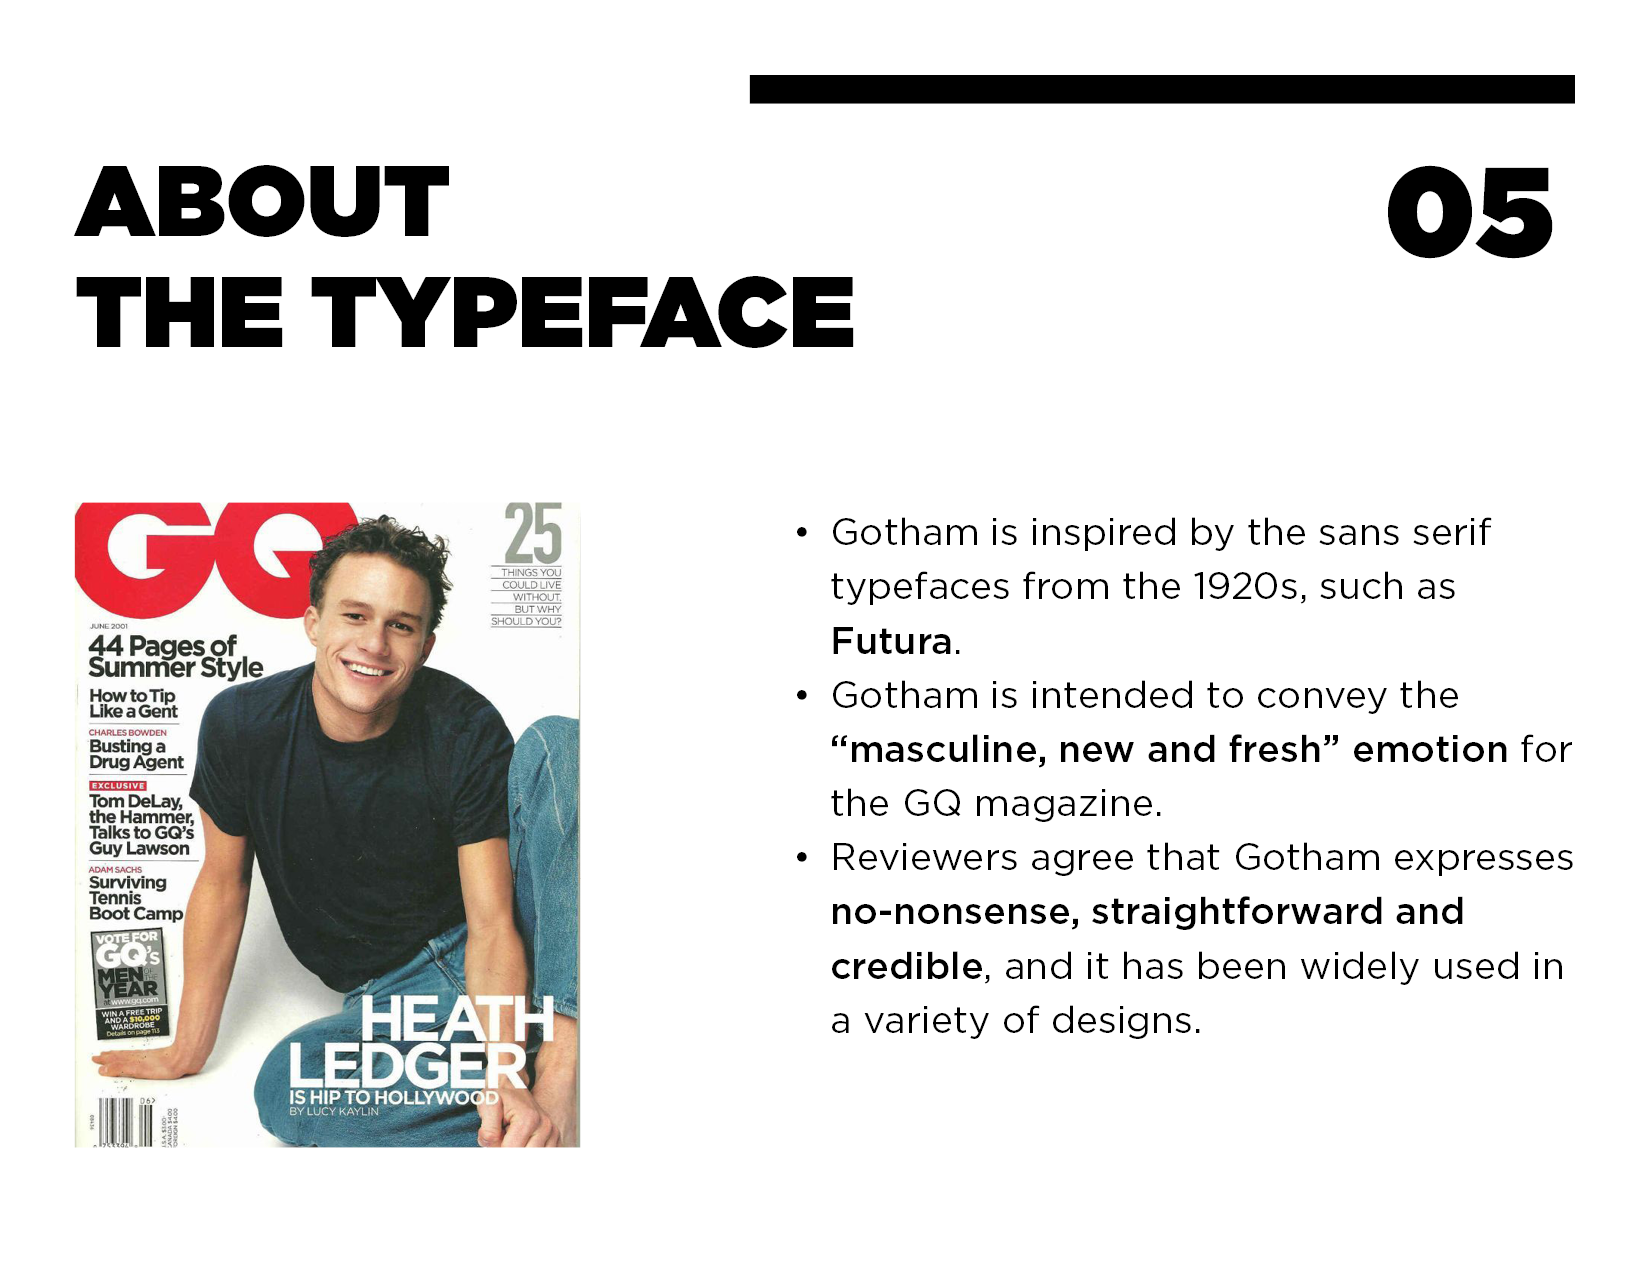 ABOUT
THE TYPEFACE
05
GQ
JUNE 2001
44 Pages of
Summer Style
How to Tip
Like a Gent
CHARLES BOWDEN
Busting a
Drug Agent
EXCLUSIVE
Tom DeLay,
the Hammer,
Talks to GQ’s
Guy Lawson
ADAM SACHS
Surviving
Tennis
Boot Camp
VOTE FOR
GQ’s
MEN
OF THE
YEAR
www.gq.com
WIN A FREE TRIP
AND A $10,000
WARDROBE
Details on page 113
25
THINGS YOU
COULD LIVE
WITHOUT.
BUT WHY
SHOULD YOU?
HEATH
LEDGER
IS HIP TO HOLLYWOOD
BY LUCY KAYLIN
06>
• Gotham is inspired by the sans serif
typefaces from the 1920s, such as
Futura.
• Gotham is intended to convey the
“masculine, new and fresh” emotion for
the GQ magazine.
• Reviewers agree that Gotham expresses
no-nonsense, straightforward and
credible, and it has been widely used in
a variety of designs.